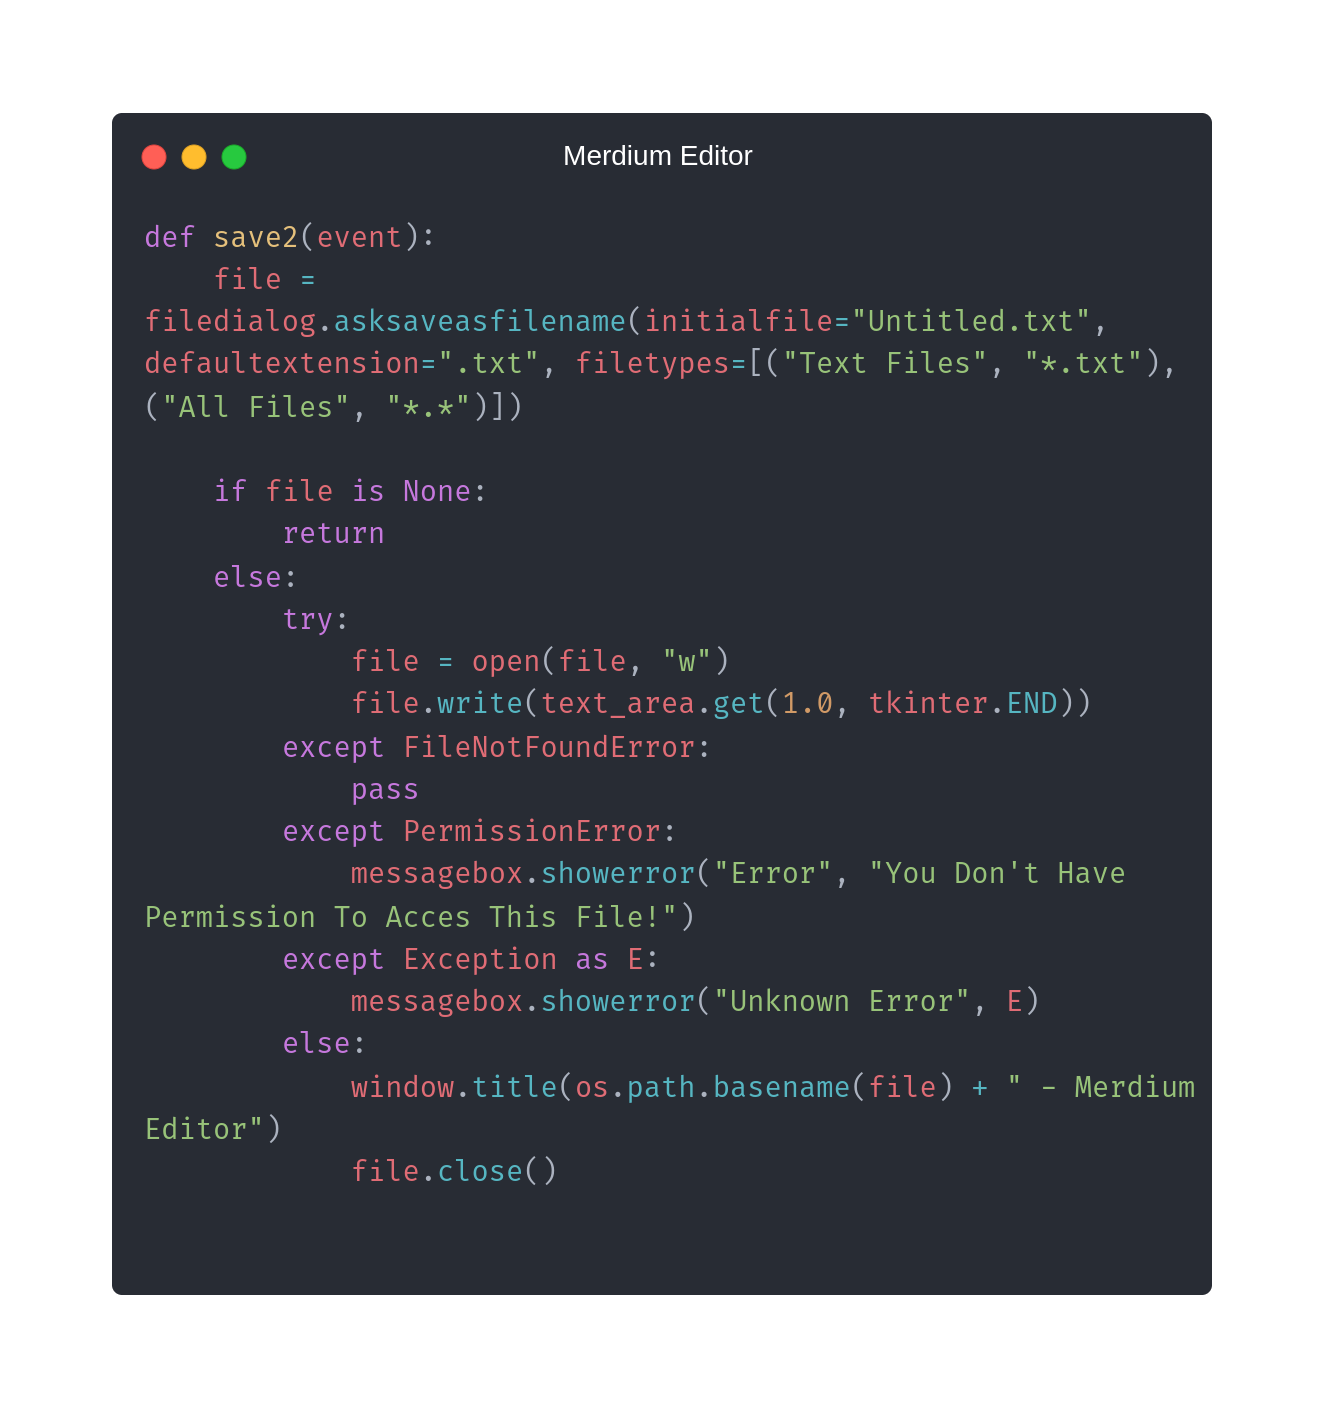 Merdium Editor
def save2(event):
    file =
filedialog.asksaveasfilename(initialfile="Untitled.txt",
defaultextension=".txt", filetypes=[("Text Files", "*.txt"),
("All Files", "*.*")])

    if file is None:
        return
    else:
        try:
            file = open(file, "w")
            file.write(text_area.get(1.0, tkinter.END))
        except FileNotFoundError:
            pass
        except PermissionError:
            messagebox.showerror("Error", "You Don't Have
Permission To Acces This File!")
        except Exception as E:
            messagebox.showerror("Unknown Error", E)
        else:
            window.title(os.path.basename(file) + " - Merdium
Editor")
            file.close()